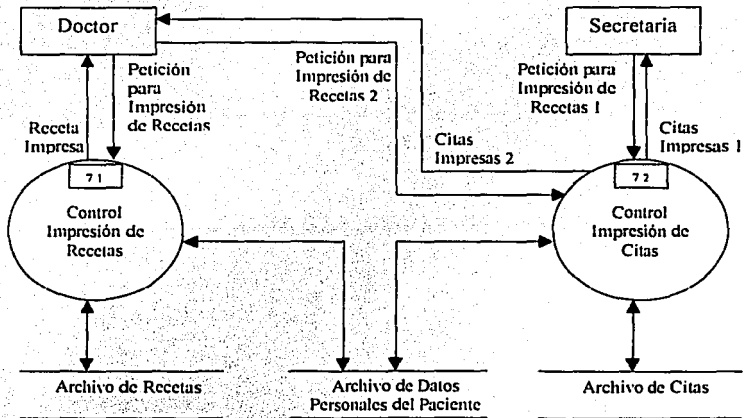 Doctor
Secretaria
Petición
para
Impresión
de Recetas
Receta
Impresa
Petición para
Impresión de
Recetas 2
Petición para
Impresión de
Recetas 1
Citas
Impresas 2
Citas
Impresas 1
7 1
Control
Impresión de
Recetas
7 2
Control
Impresión de
Citas
Archivo de Recetas
Archivo de Datos
Personales del Paciente
Archivo de Citas